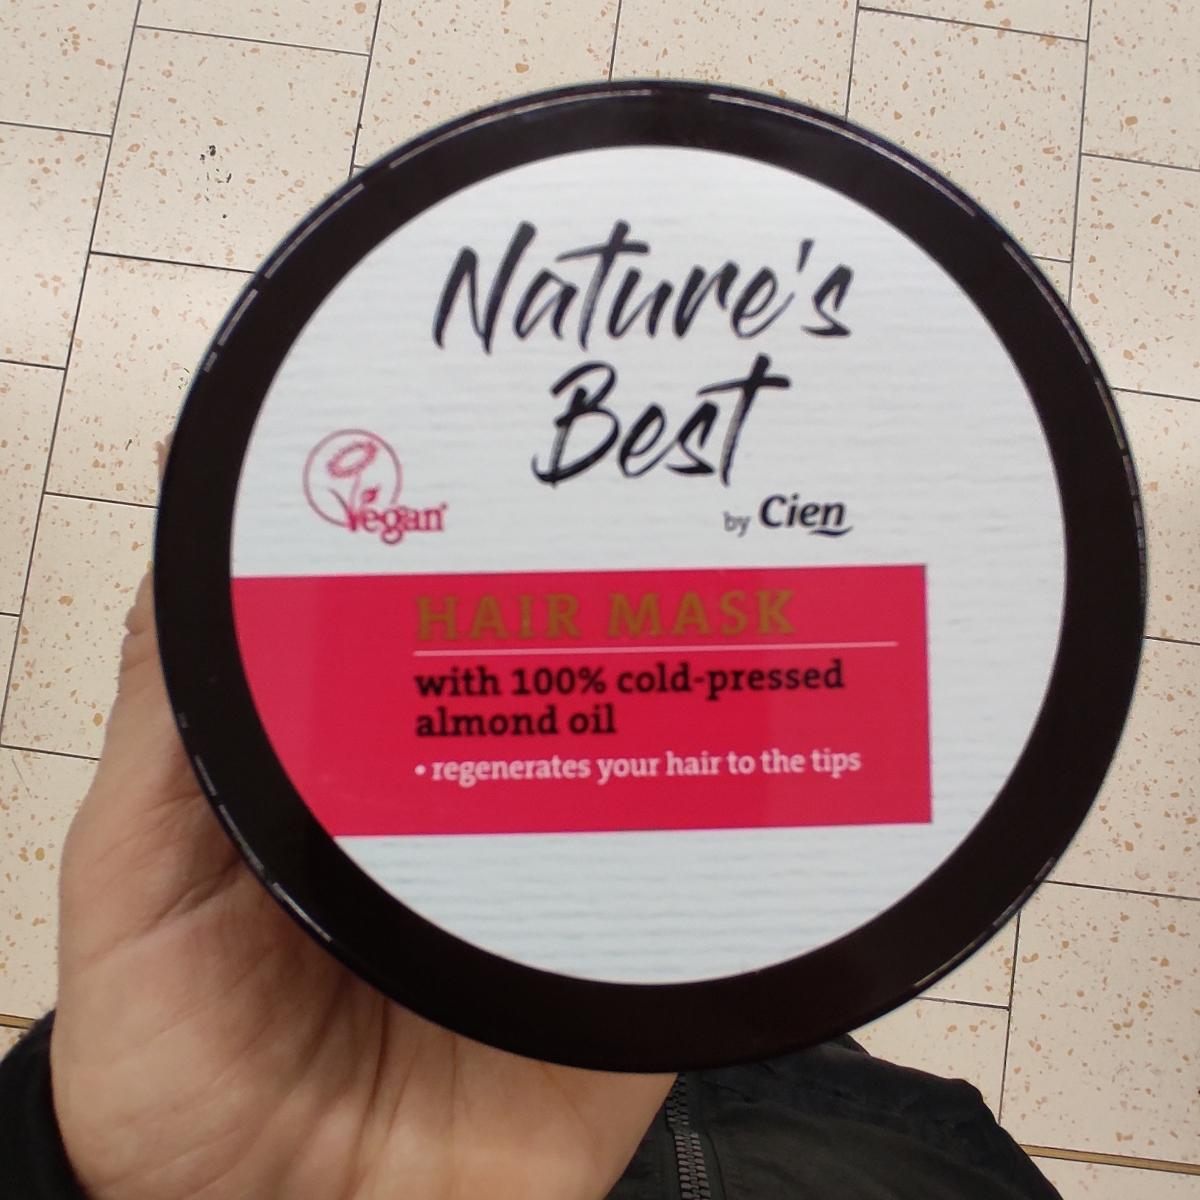 Nature's
Best
by Cien
Vegan
HAIR MASK
with 100% cold-pressed
almond oil
• regenerates your hair to the tips